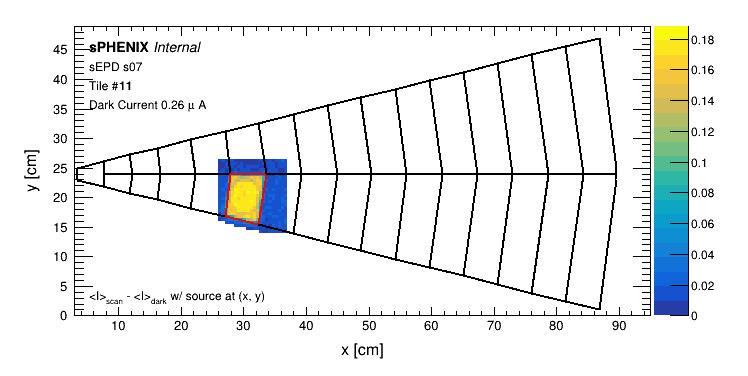 sPHENIX Internal
sEPD s07
Tile #11
Dark Current 0.26 μ A
<I>scan - <I>dark w/ source at (x, y)
y [cm]
45
40
35
30
25
20
15
10
5
0
10 20 30 40 50 60 70 80 90
x [cm]
0.18
0.16
0.14
0.12
0.1
0.08
0.06
0.04
0.02
0